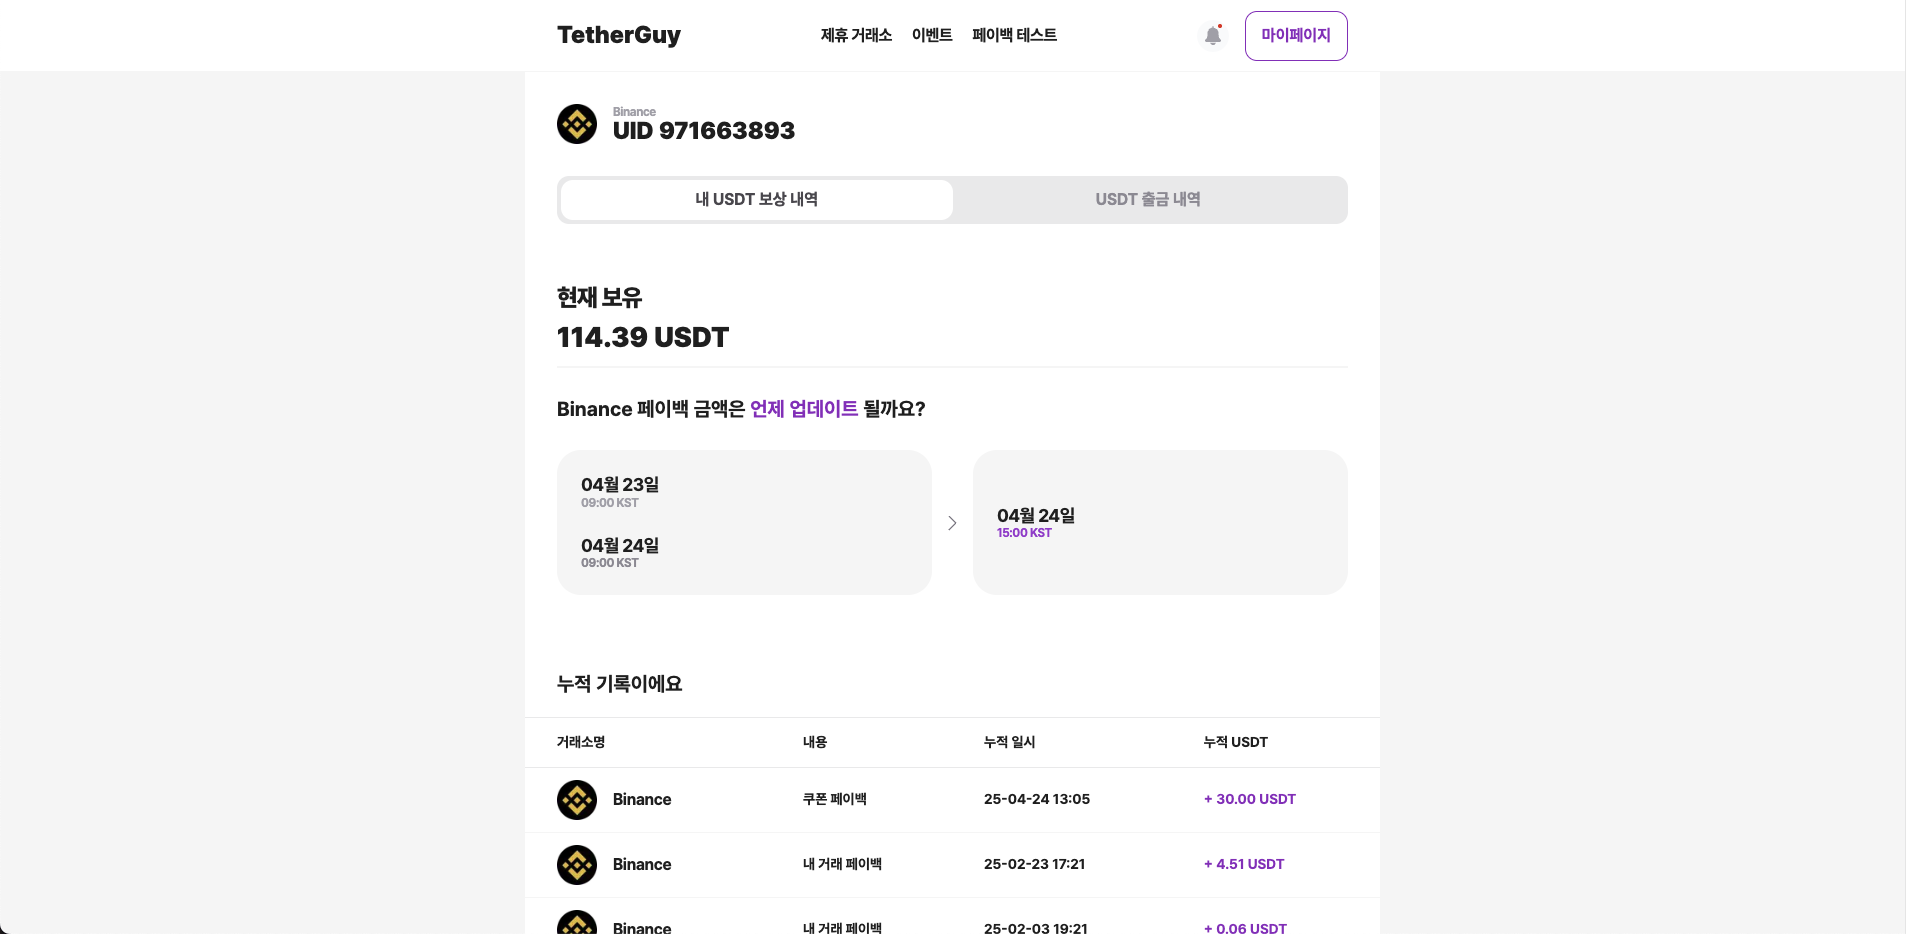 TetherGuy
제휴 거래소 이벤트 페이백 테스트
마이페이지
Binance
UID 971663893
내 USDT 보상 내역
USDT 출금 내역
현재 보유
114.39 USDT
Binance 페이백 금액은 언제 업데이트 될까요?
04월 23일
09:00 KST
04월 24일
09:00 KST
04월 24일
15:00 KST
누적 기록이에요
거래소명 내용 누적 일시 누적 USDT
Binance 쿠폰 페이백 25-04-24 13:05 + 30.00 USDT
Binance 내 거래 페이백 25-02-23 17:21 + 4.51 USDT
Binance 내 거래 페이백 25-02-03 19:21 + 0.06 USDT